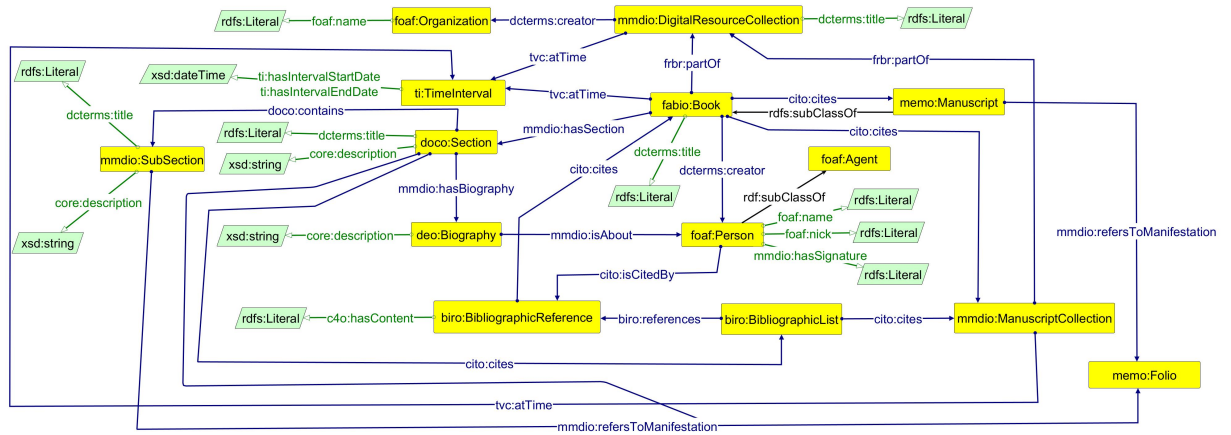 rdfs:Literal
foaf:name
foaf:Organization
dcterms:creator
mmdio:DigitalResourceCollection
dcterms:title
rdfs:Literal
tvc:atTime
frbr:partOf
frbr:partOf
rdfs:Literal
xsd:dateTime
ti:hasIntervalStartDate
ti:hasIntervalEndDate
ti:TimeInterval
tvc:atTime
fabio:Book
cito:cites
memo:Manuscript
rdfs:subClassOf
dcterms:title
doco:contains
rdfs:Literal
dcterms:title
doco:Section
mmdio:hasSection
cito:cites
mmdio:SubSection
xsd:string
core:description
cito:cites
dcterms:title
dcterms:creator
foaf:Agent
mmdio:hasBiography
rdfs:Literal
rdf:subClassOf
core:description
foaf:name
rdfs:Literal
xsd:string
xsd:string
core:description
deo:Biography
mmdio:isAbout
foaf:Person
foaf:nick
rdfs:Literal
mmdio:refersToManifestation
mmdio:hasSignature
rdfs:Literal
cito:isCitedBy
rdfs:Literal
c4o:hasContent
biro:BibliographicReference
biro:references
biro:BibliographicList
cito:cites
mmdio:ManuscriptCollection
cito:cites
memo:Folio
tvc:atTime
mmdio:refersToManifestation